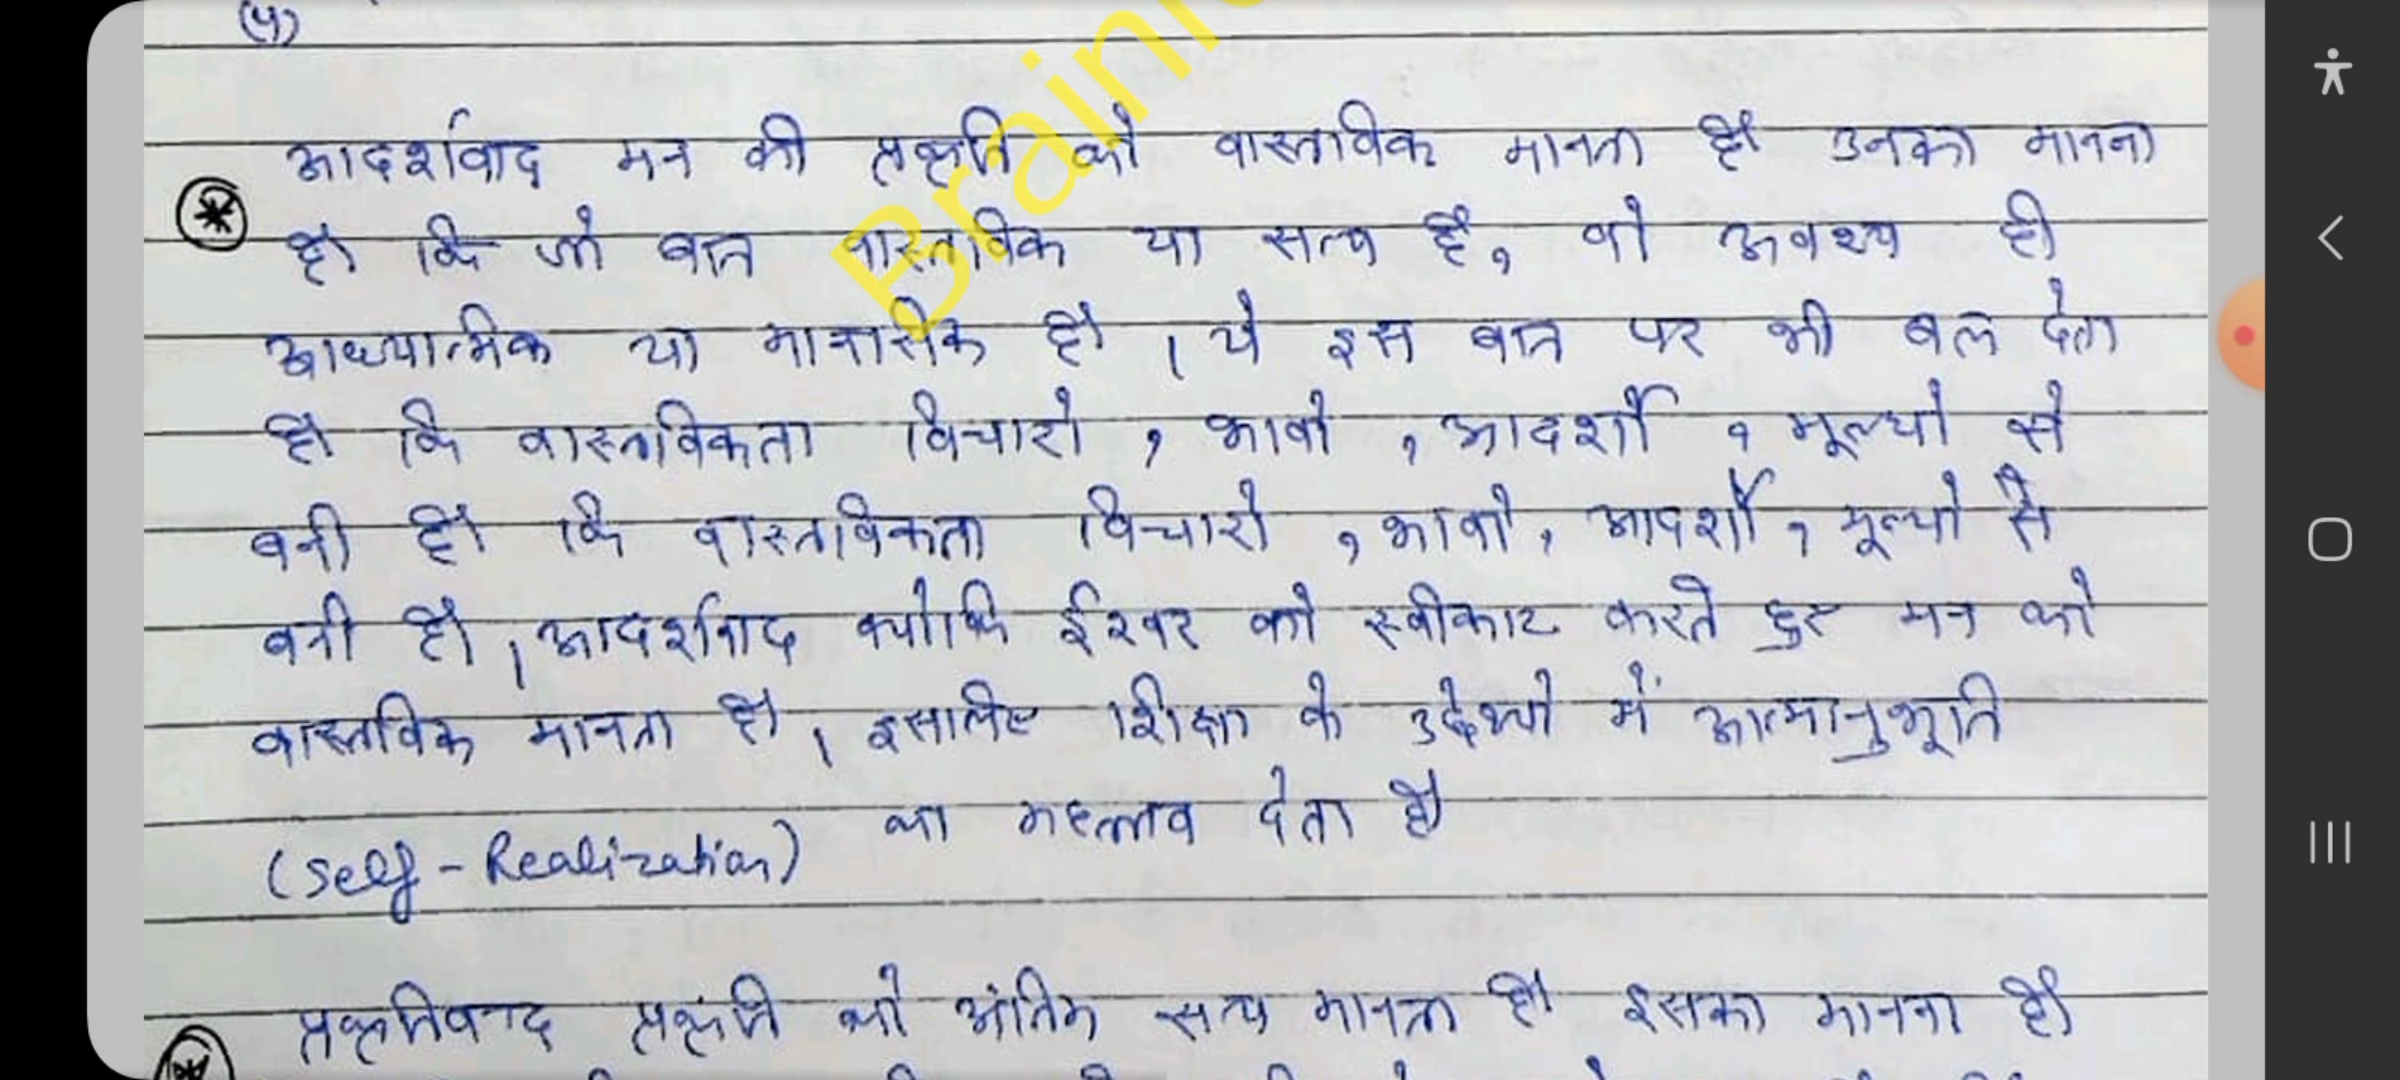 (५)
Brainl
आदर्शवाद मन की प्रकृति को वास्तविक मानता है। उनका मानना
है। कि जो बात वास्तविक या सत्य है, वो अवश्य ही
आध्यात्मिक या मानसिक है। । ये इस बात पर भी बल देता
है। कि वास्तविकता विचारो , भावो , आदर्शों , मूल्यो से
बनी है। कि वास्तविकता विचारो , भावो , आदर्शों , मूल्यो से
बनी है। । आदर्शवाद क्योकि ईश्वर को स्वीकार करते हुए मन को
वास्तविक मानता है। । इसलिए शिक्षा के उदेश्यो में आत्मानुभूति
(Self-Realization) का महत्त्व देता है।
प्रकृतिवाद प्रकृति को अंतिम सत्य मानता है। इसका मानना है।